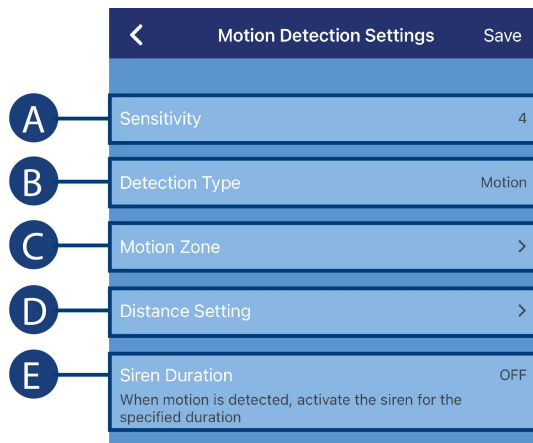 Motion Detection Settings Save
A Sensitivity 4
B Detection Type Motion
C Motion Zone
D Distance Setting
E Siren Duration OFF
When motion is detected, activate the siren for the
specified duration